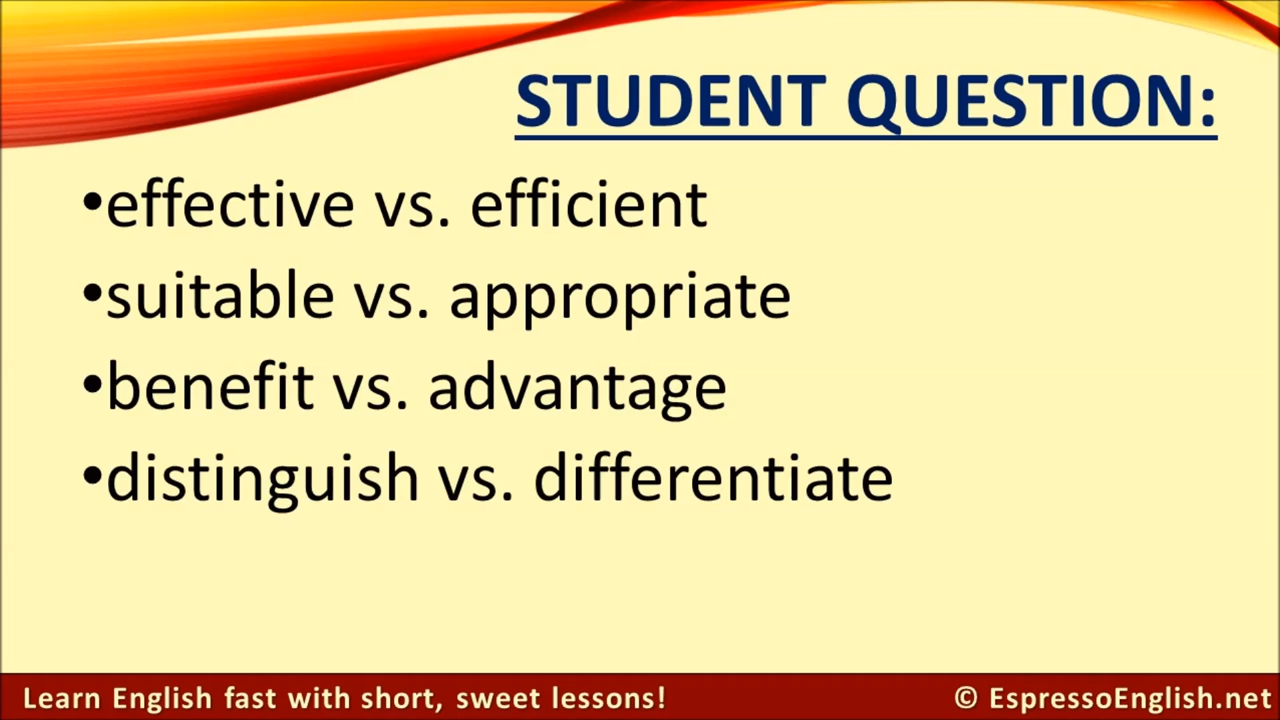 STUDENT QUESTION:
•effective vs. efficient
•suitable vs. appropriate
•benefit vs. advantage
•distinguish vs. differentiate
Learn English fast with short, sweet lessons!
© EspressoEnglish.net